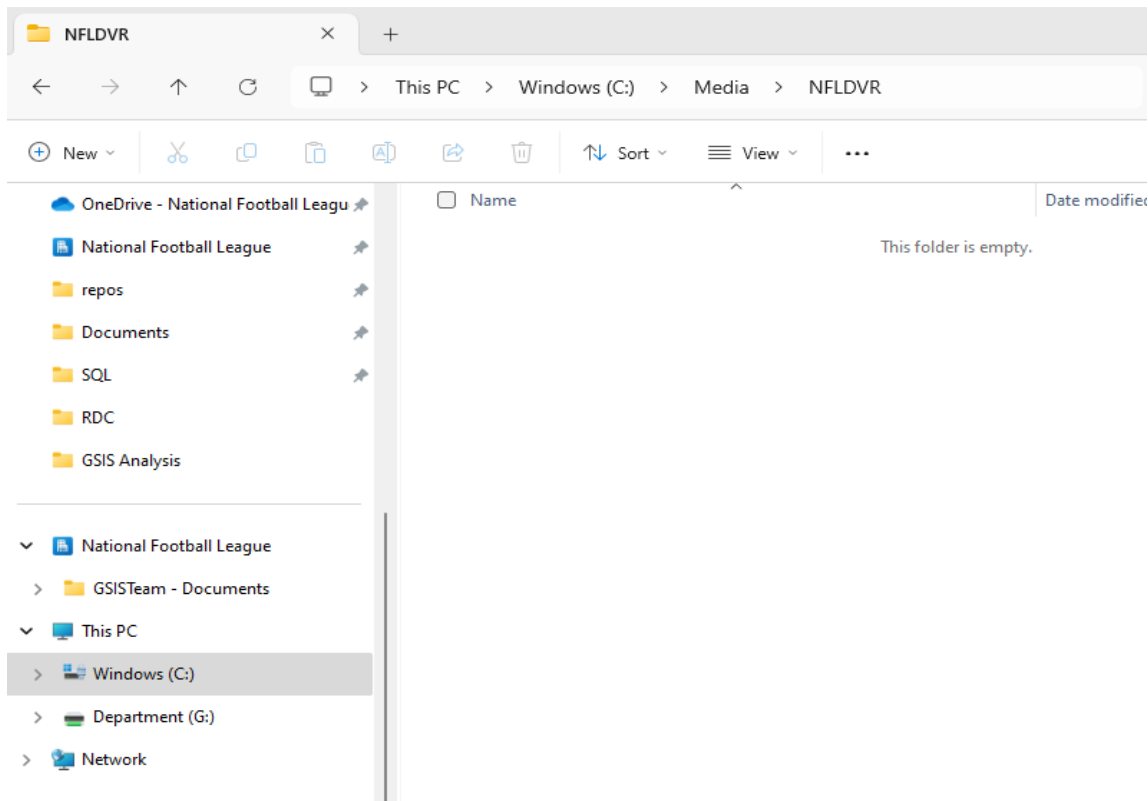 NFLDVR
This PC > Windows (C:) > Media > NFLDVR
New Sort View
Name Date modified
This folder is empty.
OneDrive - National Football Leagu
National Football League
repos
Documents
SQL
RDC
GSIS Analysis
National Football League
GSISTeam - Documents
This PC
Windows (C:)
Department (G:)
Network